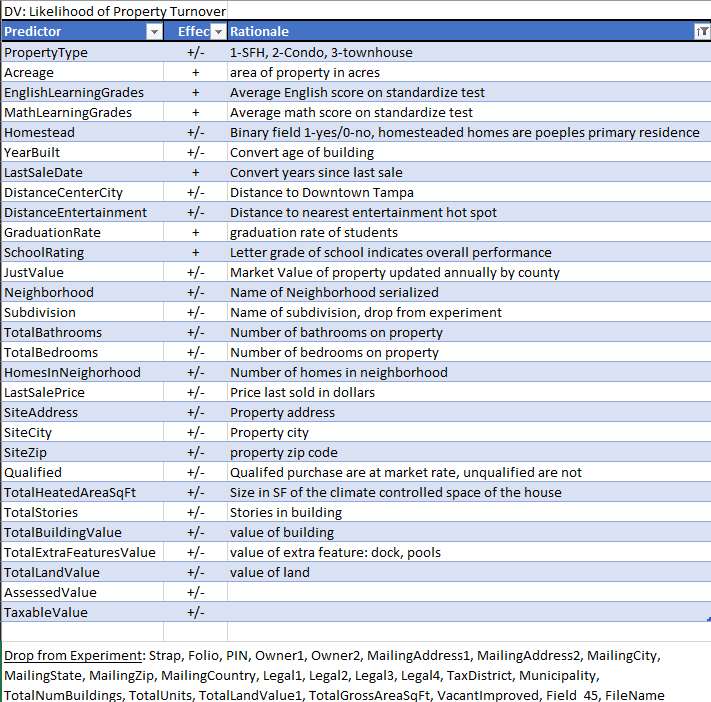 DV: Likelihood of Property Turnover
Predictor Effec Rationale
PropertyType +/- 1-SFH, 2-Condo, 3-townhouse
Acreage + area of property in acres
EnglishLearningGrades + Average English score on standardize test
MathLearningGrades + Average math score on standardize test
Homestead +/- Binary field 1-yes/0-no, homesteaded homes are poeples primary residence
YearBuilt +/- Convert age of building
LastSaleDate + Convert years since last sale
DistanceCenterCity +/- Distance to Downtown Tampa
DistanceEntertainment +/- Distance to nearest entertainment hot spot
GraduationRate + graduation rate of students
SchoolRating + Letter grade of school indicates overall performance
JustValue +/- Market Value of property updated annually by county
Neighborhood +/- Name of Neighborhood serialized
Subdivision +/- Name of subdivision, drop from experiment
TotalBathrooms +/- Number of bathrooms on property
TotalBedrooms +/- Number of bedrooms on property
HomesInNeighorhood +/- Number of homes in neighborhood
LastSalePrice +/- Price last sold in dollars
SiteAddress +/- Property address
SiteCity +/- Property city
SiteZip +/- property zip code
Qualified +/- Qualifed purchase are at market rate, unqualified are not
TotalHeatedAreaSqFt +/- Size in SF of the climate controlled space of the house
TotalStories +/- Stories in building
TotalBuildingValue +/- value of building
TotalExtraFeaturesValue +/- value of extra feature: dock, pools
TotalLandValue +/- value of land
AssessedValue +/-
TaxableValue +/-
Drop from Experiment: Strap, Folio, PIN, Owner1, Owner2, MailingAddress1, MailingAddress2, MailingCity,
MailingState, MailingZip, MailingCountry, Legal1, Legal2, Legal3, Legal4, TaxDistrict, Municipality,
TotalNumBuildings, TotalUnits, TotalLandValue1, TotalGrossAreaSqFt, VacantImproved, Field_45, FileName